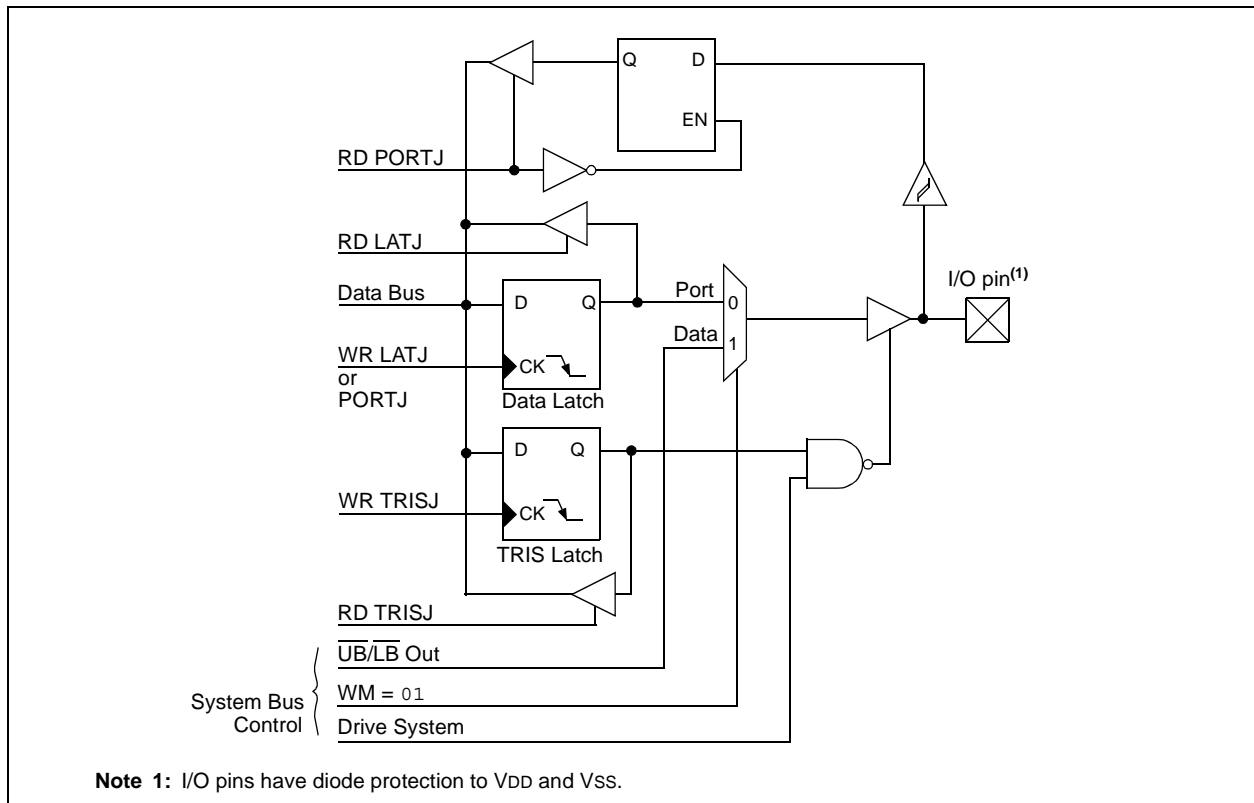 Q D
EN
RD PORTJ
RD LATJ
I/O pin(1)
Port 0
Data Bus
D Q
Data 1
WR LATJ
or
PORTJ
CK
Data Latch
D Q
WR TRISJ
CK
TRIS Latch
RD TRISJ
UB/LB Out
System Bus
Control
WM = 01
Drive System
Note 1: I/O pins have diode protection to VDD and VSS.